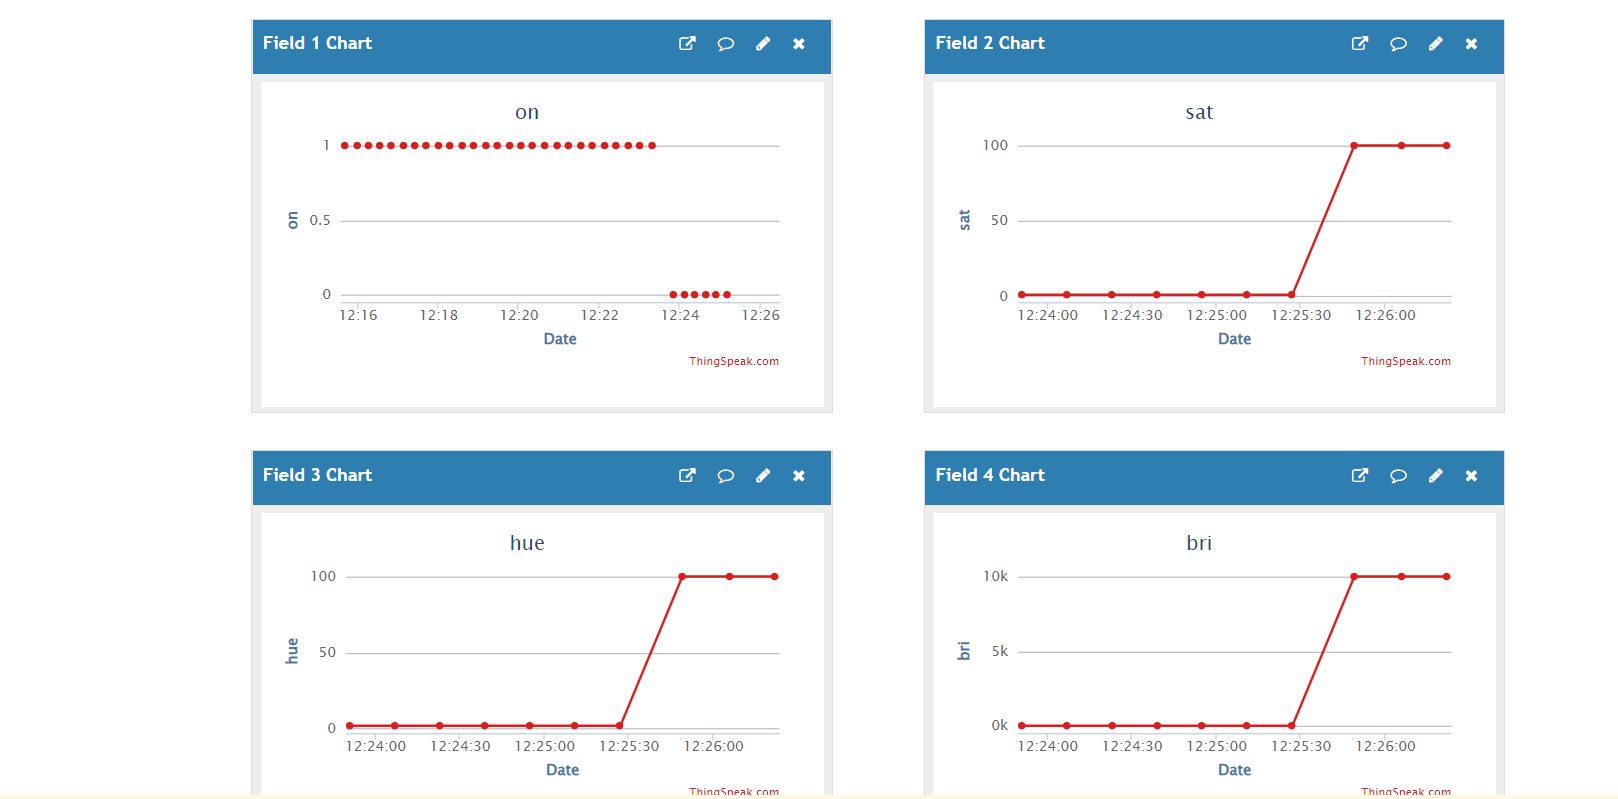 Field 1 Chart
on
1
0.5
0
on
12:16 12:18 12:20 12:22 12:24 12:26
Date
ThingSpeak.com
Field 2 Chart
sat
100
50
0
sat
12:24:00 12:24:30 12:25:00 12:25:30 12:26:00
Date
ThingSpeak.com
Field 3 Chart
hue
100
50
0
hue
12:24:00 12:24:30 12:25:00 12:25:30 12:26:00
Date
ThingSpeak.com
Field 4 Chart
bri
10k
5k
0k
bri
12:24:00 12:24:30 12:25:00 12:25:30 12:26:00
Date
ThingSpeak.com